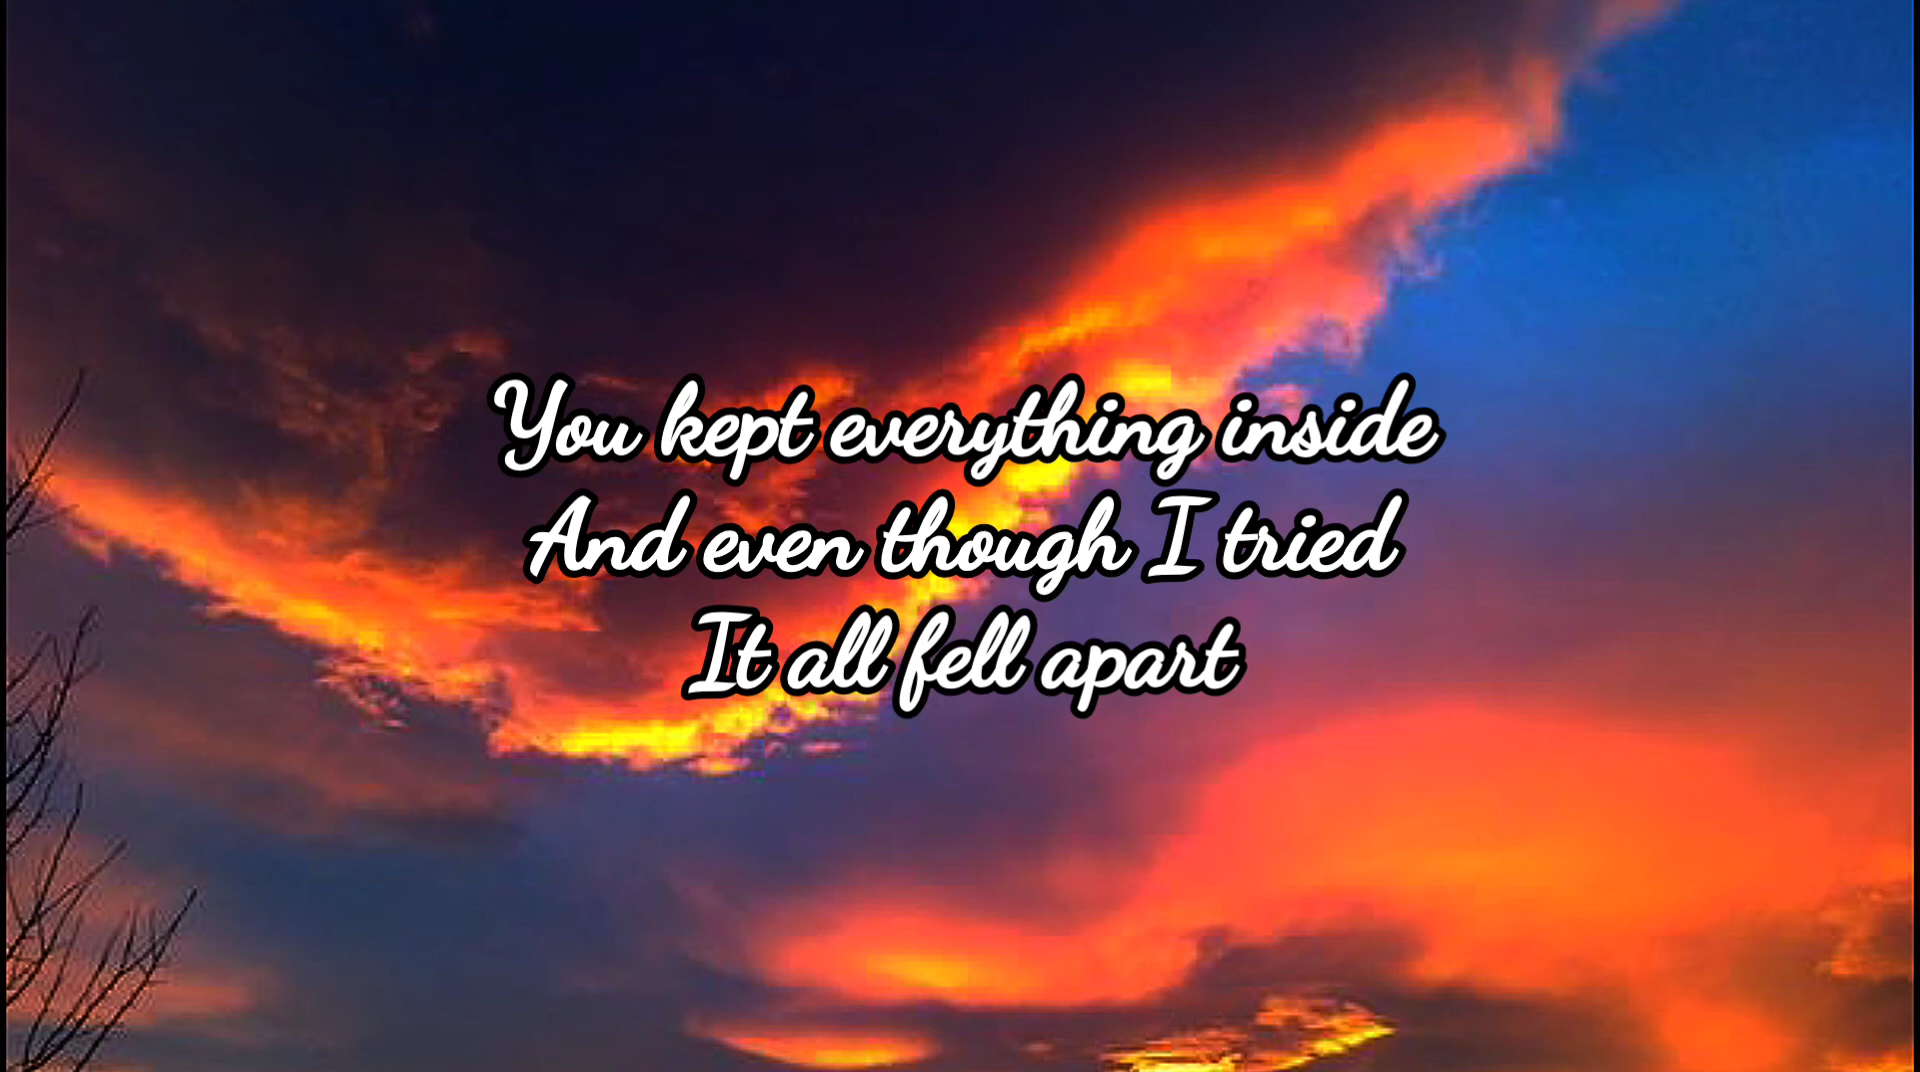 You kept everything inside
And even though I tried
It all fell apart